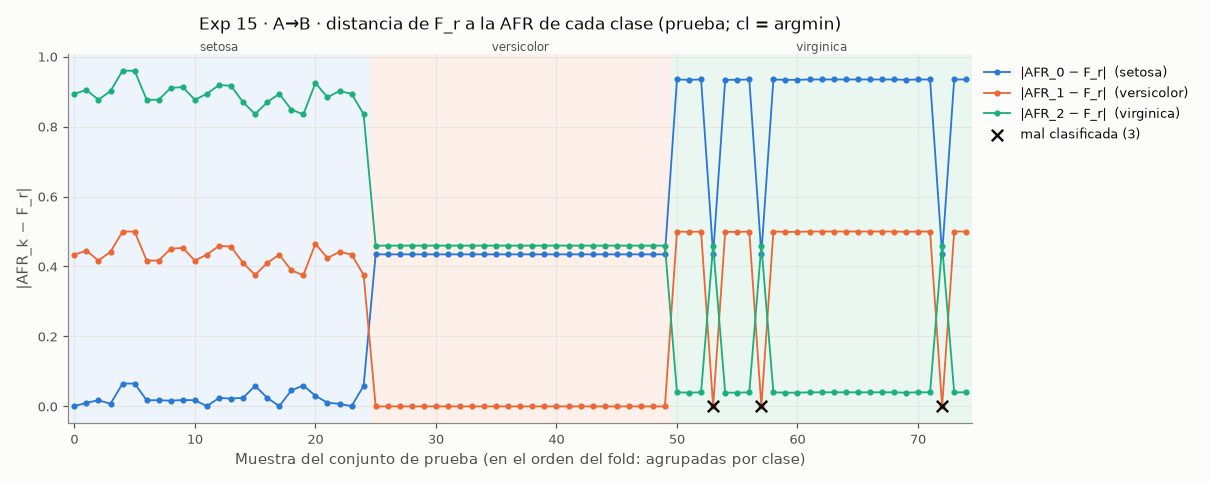 Exp 15 · A→B · distancia de F_r a la AFR de cada clase (prueba; cl = argmin)
setosa
versicolor
virginica
|AFR_0 − F_r| (setosa)
|AFR_1 − F_r| (versicolor)
|AFR_2 − F_r| (virginica)
mal clasificada (3)
|AFR_k − F_r|
1.0
0.8
0.6
0.4
0.2
0.0
0
10
20
30
40
50
60
70
Muestra del conjunto de prueba (en el orden del fold: agrupadas por clase)